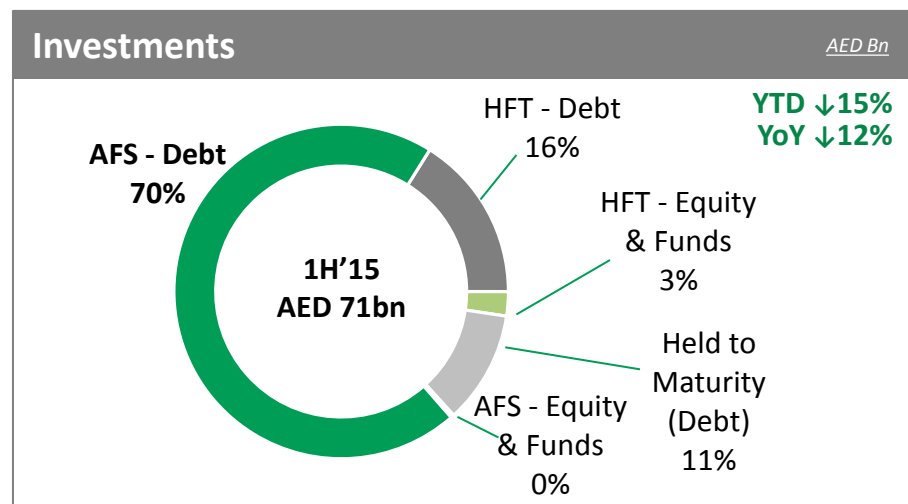 Investments
AED Bn
YTD ↓15%
YoY ↓12%
HFT - Debt
16%
AFS - Debt
70%
HFT - Equity
& Funds
3%
1H’15
AED 71bn
Held to
Maturity
(Debt)
11%
AFS - Equity
& Funds
0%